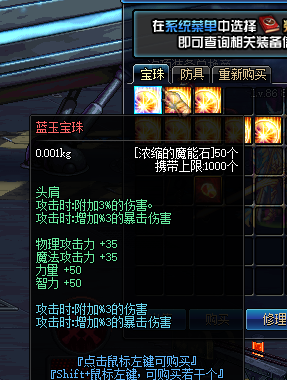 在系统菜单中选择
即可查询相关装备信
宝珠 防具 重新购买
Lv.86
蓝玉宝珠
0.001kg
[浓缩的魔能石]50个
携带上限:1000个
头肩
攻击时:附加3%的伤害。
攻击时:增加%3的暴击伤害
物理攻击力 +35
魔法攻击力 +35
力量 +50
智力 +50
攻击时:附加%3的伤害
攻击时:增加%3的暴击伤害
购买 修理
『点击鼠标左键可购买』
『Shift+鼠标左键,可购买若干个』